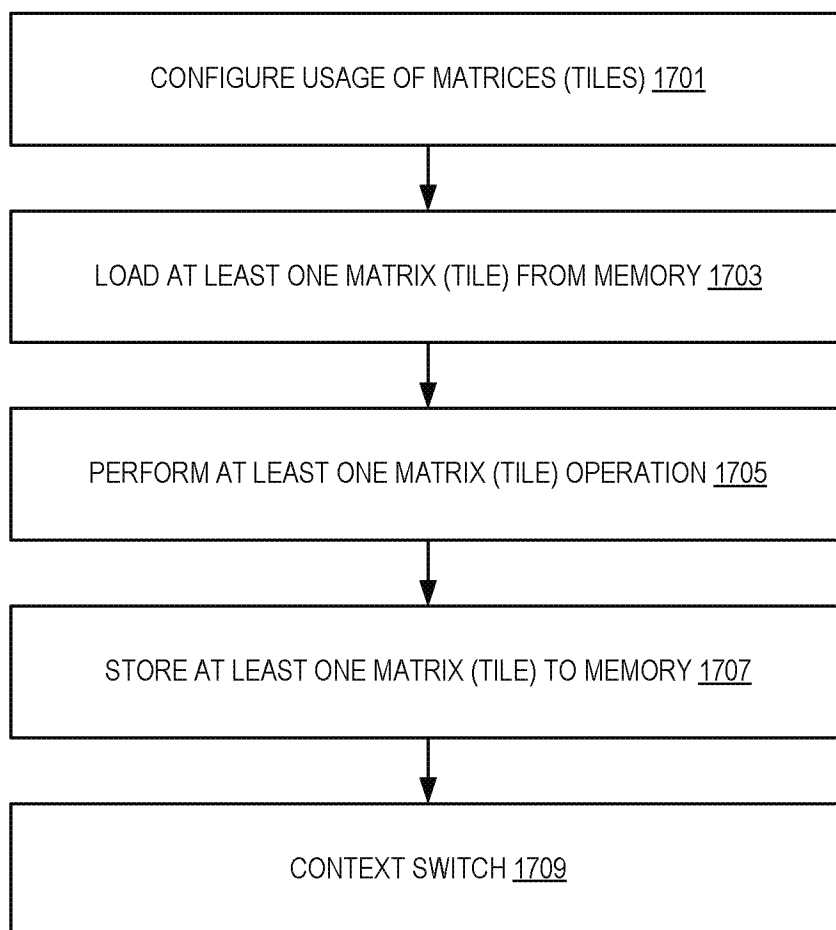 CONFIGURE USAGE OF MATRICES (TILES) 1701
LOAD AT LEAST ONE MATRIX (TILE) FROM MEMORY 1703
PERFORM AT LEAST ONE MATRIX (TILE) OPERATION 1705
STORE AT LEAST ONE MATRIX (TILE) TO MEMORY 1707
CONTEXT SWITCH 1709